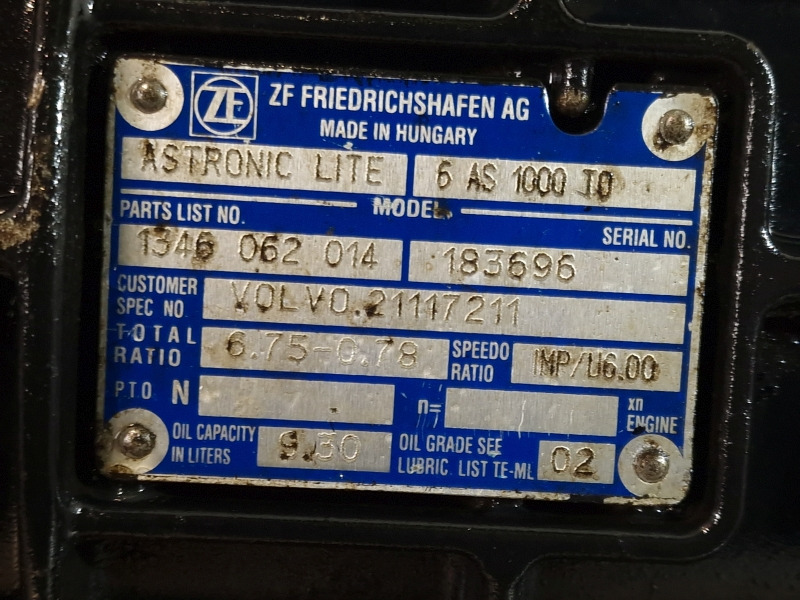 ZF ZF FRIEDRICHSHAFEN AG
MADE IN HUNGARY
ASTRONIC LITE 6 AS 1000 TO
MODEL
PARTS LIST NO. SERIAL NO.
1346 062 014 183696
CUSTOMER SPEC NO. VOLVO.21117211
TOTAL RATIO 6.75-0.78 SPEEDO RATIO IMP/U6.00
P.T.O N n= xn ENGINE
OIL CAPACITY IN LITERS 9.50 OIL GRADE SEE LUBRIC. LIST TE-ML 02